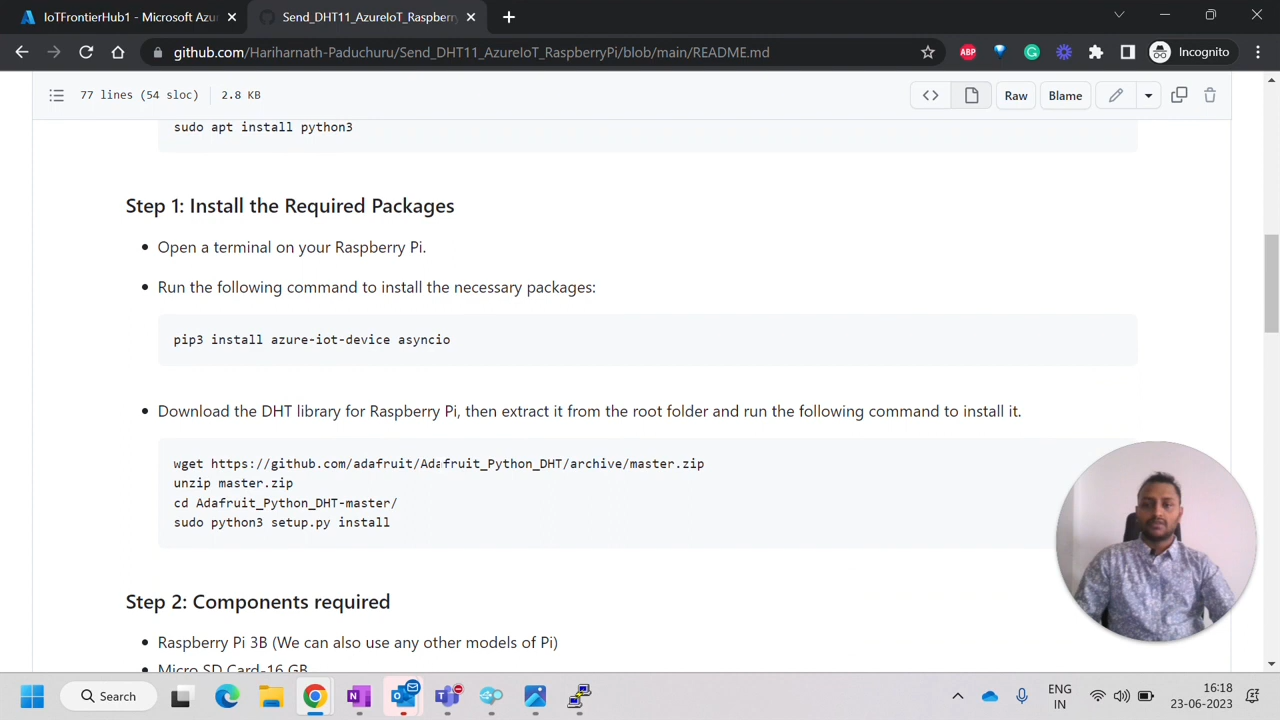 IoTFrontierHub1 - Microsoft Azu
Send_DHT11_AzureIoT_Raspberry
github.com/Hariharnath-Paduchuru/Send_DHT11_AzureIoT_RaspberryPi/blob/main/README.md
ABP
Incognito
77 lines (54 sloc) 2.8 KB
Raw
Blame
sudo apt install python3
Step 1: Install the Required Packages
Open a terminal on your Raspberry Pi.
Run the following command to install the necessary packages:
pip3 install azure-iot-device asyncio
Download the DHT library for Raspberry Pi, then extract it from the root folder and run the following command to install it.
wget https://github.com/adafruit/Adafruit_Python_DHT/archive/master.zip
unzip master.zip
cd Adafruit_Python_DHT-master/
sudo python3 setup.py install
Step 2: Components required
Raspberry Pi 3B (We can also use any other models of Pi)
Micro SD Card-16 GB
Search
ENG
IN
16:18
23-06-2023